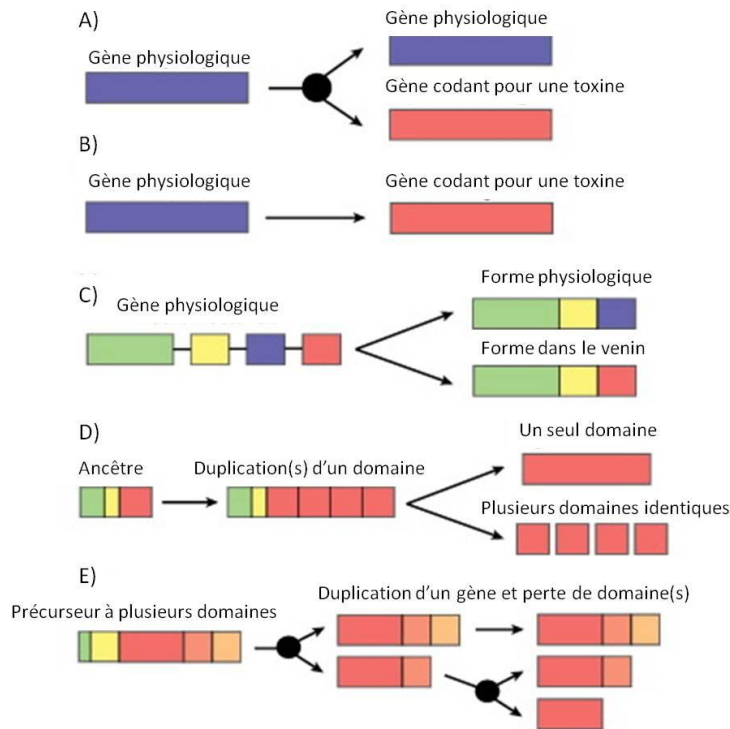 A)
Gène physiologique
Gène physiologique
Gène codant pour une toxine
B)
Gène physiologique
Gène codant pour une toxine
C)
Gène physiologique
Forme physiologique
Forme dans le venin
D)
Ancêtre
Duplication(s) d'un domaine
Un seul domaine
Plusieurs domaines identiques
E)
Précurseur à plusieurs domaines
Duplication d'un gène et perte de domaine(s)